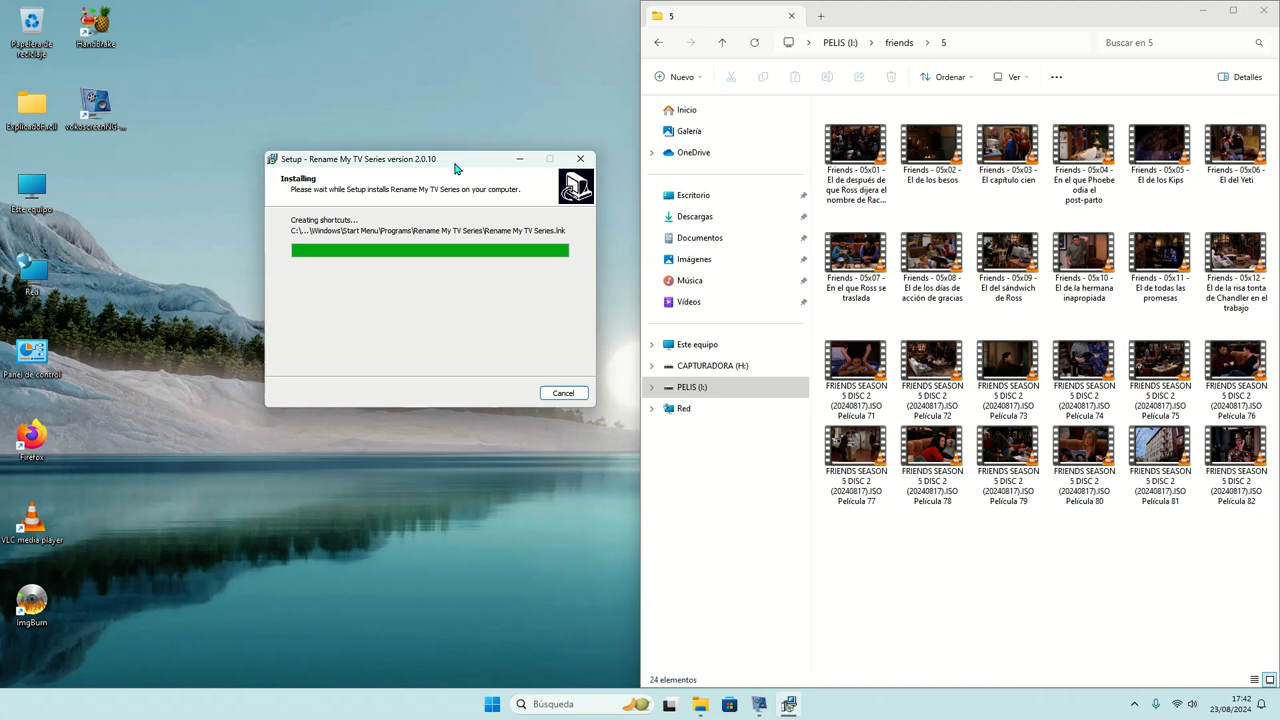 Papelera de
reciclaje
HandBrake
ExplicadoFacil
vokoscreenNG-...
Este equipo
Red
Panel de control
Firefox
VLC media player
ImgBurn
Setup - Rename My TV Series version 2.0.10
Installing
Please wait while Setup installs Rename My TV Series on your computer.
Creating shortcuts...
C:\...\Windows\Start Menu\Programs\Rename My TV Series\Rename My TV Series.lnk
Cancel
5
PELIS (I:)
friends
5
Buscar en 5
Nuevo
Ordenar
Ver
Detalles
Inicio
Galería
OneDrive
Escritorio
Descargas
Documentos
Imágenes
Música
Vídeos
Este equipo
CAPTURADORA (H:)
PELIS (I:)
Red
Friends - 05x01 -
El de después de
que Ross dijera el
nombre de Rac...
Friends - 05x02 -
El de los besos
Friends - 05x03 -
El capítulo cien
Friends - 05x04 -
En el que Phoebe
odia el
post-parto
Friends - 05x05 -
El de los Kips
Friends - 05x06 -
El del Yeti
Friends - 05x07 -
En el que Ross se
traslada
Friends - 05x08 -
El de los días de
acción de gracias
Friends - 05x09 -
El del sándwich
de Ross
Friends - 05x10 -
El de la hermana
inapropiada
Friends - 05x11 -
El de todas las
promesas
Friends - 05x12 -
El de la risa tonta
de Chandler en el
trabajo
FRIENDS SEASON
5 DISC 2
(20240817).ISO
Película 71
FRIENDS SEASON
5 DISC 2
(20240817).ISO
Película 72
FRIENDS SEASON
5 DISC 2
(20240817).ISO
Película 73
FRIENDS SEASON
5 DISC 2
(20240817).ISO
Película 74
FRIENDS SEASON
5 DISC 2
(20240817).ISO
Película 75
FRIENDS SEASON
5 DISC 2
(20240817).ISO
Película 76
FRIENDS SEASON
5 DISC 2
(20240817).ISO
Película 77
FRIENDS SEASON
5 DISC 2
(20240817).ISO
Película 78
FRIENDS SEASON
5 DISC 2
(20240817).ISO
Película 79
FRIENDS SEASON
5 DISC 2
(20240817).ISO
Película 80
FRIENDS SEASON
5 DISC 2
(20240817).ISO
Película 81
FRIENDS SEASON
5 DISC 2
(20240817).ISO
Película 82
24 elementos
Búsqueda
17:42
23/08/2024